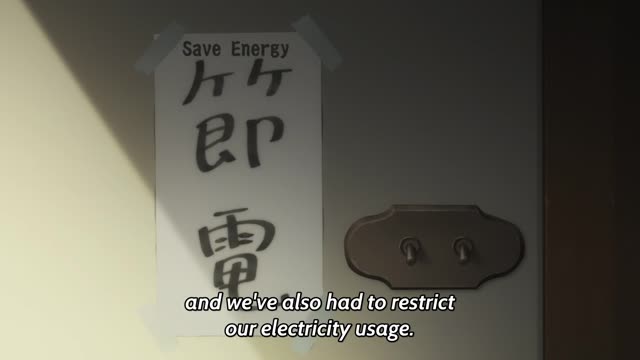 Save Energy
節
電
and we've also had to restrict
our electricity usage.